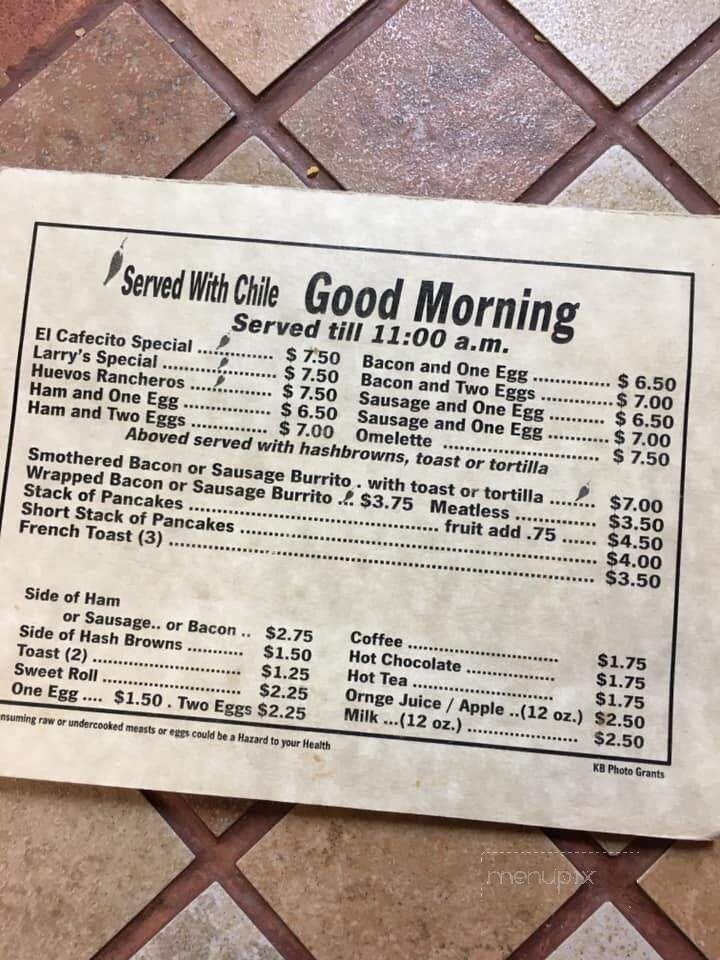 Served With Chile Good Morning
Served till 11:00 a.m.
El Cafecito Special ............. $ 7.50
Larry's Special .................... $ 7.50
Huevos Rancheros ............... $ 7.50
Ham and One Egg ................ $ 6.50
Ham and Two Eggs .............. $ 7.00
Bacon and One Egg .............. $ 6.50
Bacon and Two Eggs ............. $ 7.00
Sausage and One Egg .......... $ 6.50
Sausage and One Egg ........... $ 7.00
Omelette ........................ $ 7.50
Aboved served with hashbrowns, toast or tortilla
Smothered Bacon or Sausage Burrito . with toast or tortilla ........ $7.00
Wrapped Bacon or Sausage Burrito ... $3.75 Meatless ............. $3.50
Stack of Pancakes ........................................ fruit add .75 ...... $4.50
Short Stack of Pancakes ........................................................ $4.00
French Toast (3) .................................................................... $3.50
Side of Ham
or Sausage.. or Bacon .. $2.75
Side of Hash Browns .......... $1.50
Toast (2) ........................... $1.25
Sweet Roll ......................... $2.25
One Egg .... $1.50 . Two Eggs $2.25
Coffee ........................... $1.75
Hot Chocolate ................ $1.75
Hot Tea ......................... $1.75
Ornge Juice / Apple ..(12 oz.) $2.50
Milk ...(12 oz.) .................... $2.50
nsuming raw or undercooked measts or eggs could be a Hazard to your Health
KB Photo Grants
menupix